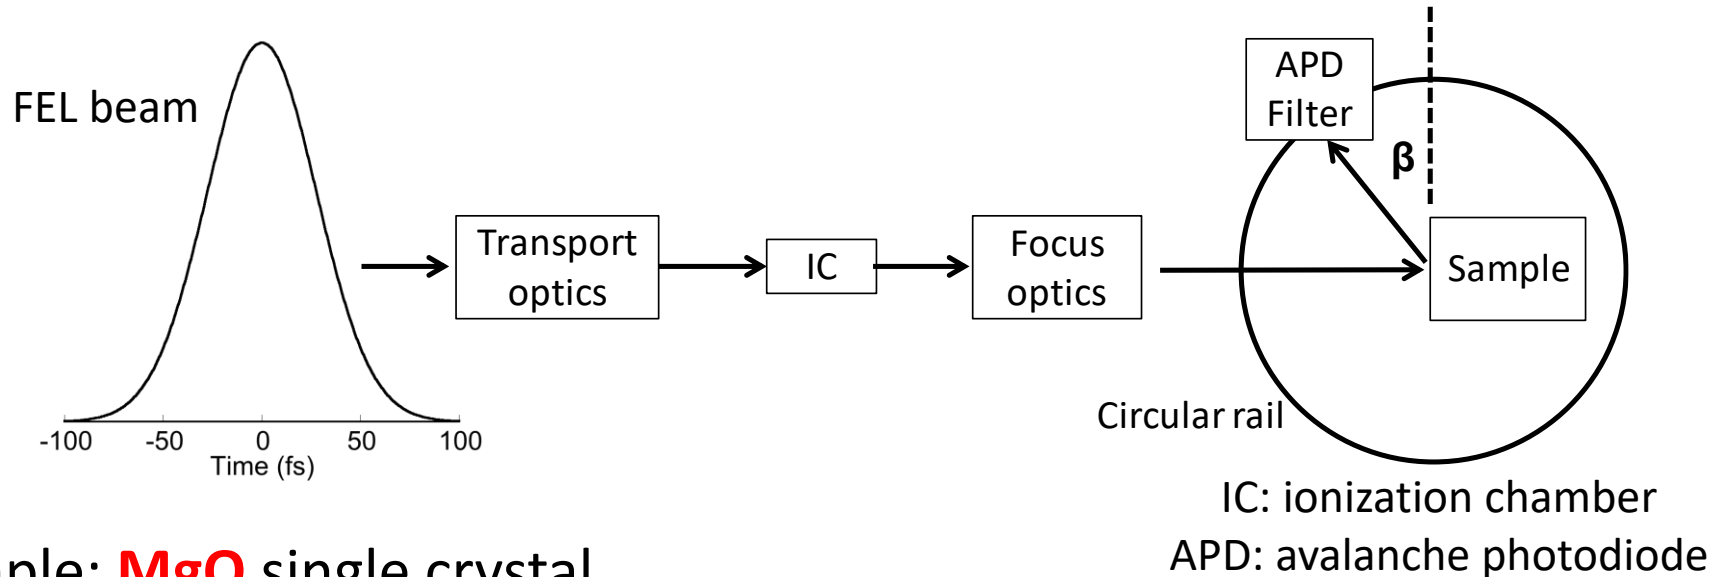 FEL beam
-100 -50 0 50 100
Time (fs)
Transport
optics
IC
Focus
optics
APD
Filter
β
Sample
Circular rail
IC: ionization chamber
APD: avalanche photodiode
MgO single crystal